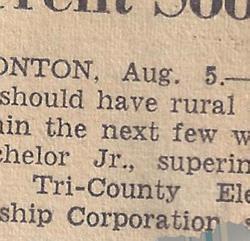 ONTON, Aug. 5.—
should have rural
in the next few w
chelor Jr., superin
Tri-County Ele
ship Corporation